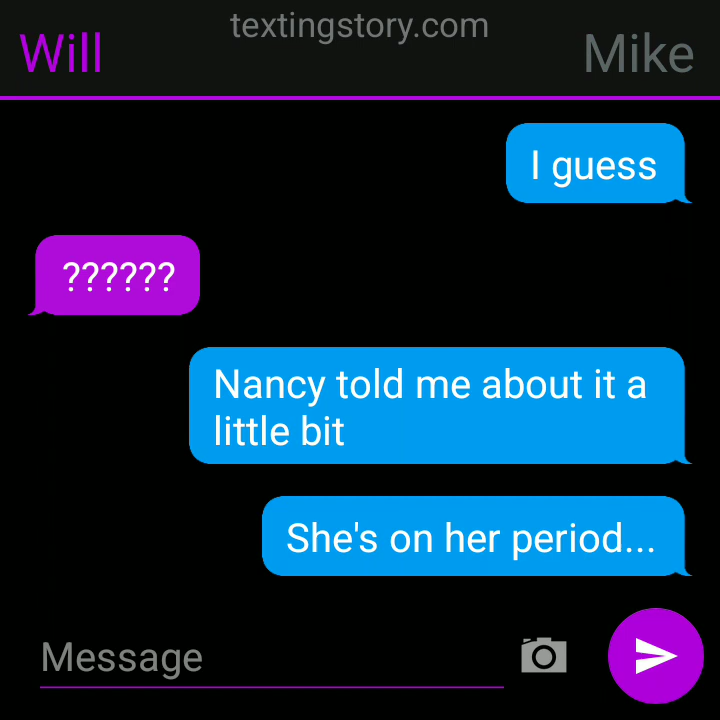 textingstory.com
Will
Mike
I guess
??????
Nancy told me about it a
little bit
She's on her period...
Message